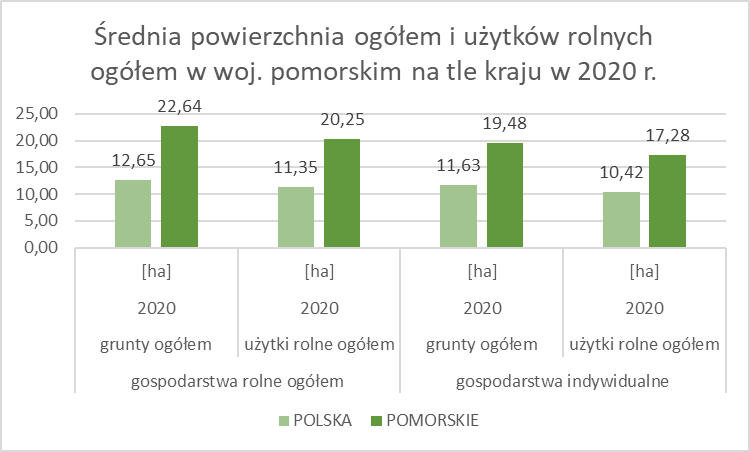 Średnia powierzchnia ogółem i użytków rolnych
ogółem w woj. pomorskim na tle kraju w 2020 r.
25,00
20,00
15,00
10,00
5,00
0,00
12,65
22,64
11,35
20,25
11,63
19,48
10,42
17,28
[ha] [ha] [ha] [ha]
2020 2020 2020 2020
grunty ogółem użytki rolne ogółem grunty ogółem użytki rolne ogółem
gospodarstwa rolne ogółem gospodarstwa indywidualne
POLSKA POMORSKIE